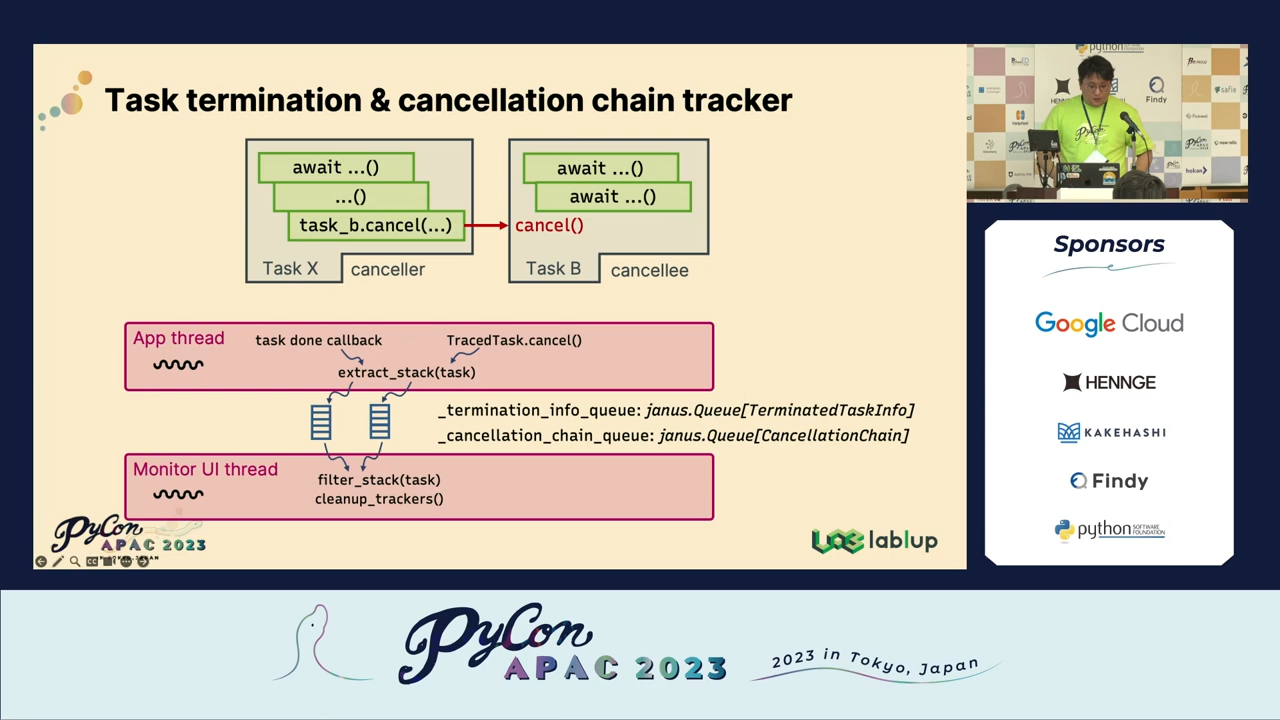 Task termination & cancellation chain tracker
await ...()
...()
task_b.cancel(...)
Task X
canceller
await ...()
await ...()
cancel()
Task B
cancellee
App thread
task done callback
TracedTask.cancel()
extract_stack(task)
_termination_info_queue: janus.Queue[TerminatedTaskInfo]
_cancellation_chain_queue: janus.Queue[CancellationChain]
Monitor UI thread
filter_stack(task)
cleanup_trackers()
PyCon
APAC 2023
lablup
python
Findy
Sponsors
Google Cloud
HENNGE
KAKEHASHI
Findy
python SOFTWARE FOUNDATION
PyCon
APAC 2023
2023 in Tokyo, Japan